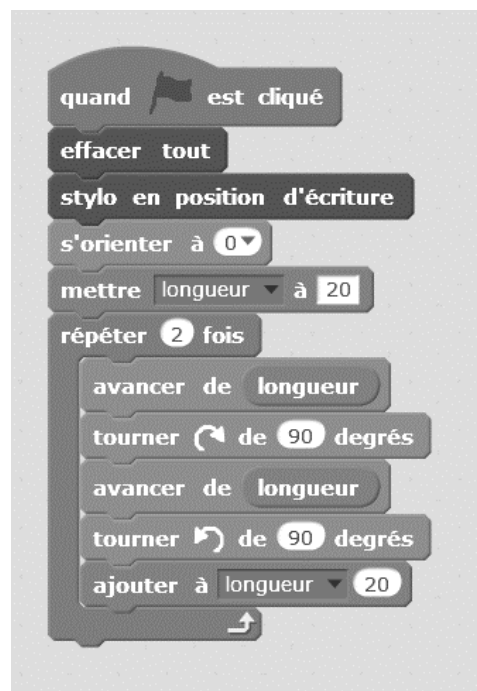 quand est cliqué
effacer tout
stylo en position d'écriture
s'orienter à 0
mettre longueur à 20
répéter 2 fois
avancer de longueur
tourner de 90 degrés
avancer de longueur
tourner de 90 degrés
ajouter à longueur 20